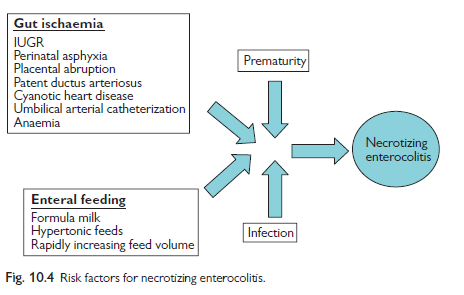 Gut ischaemia
IUGR
Perinatal asphyxia
Placental abruption
Patent ductus arteriosus
Cyanotic heart disease
Umbilical arterial catheterization
Anaemia
Prematurity
Necrotizing
enterocolitis
Enteral feeding
Formula milk
Hypertonic feeds
Rapidly increasing feed volume
Infection
Fig. 10.4 Risk factors for necrotizing enterocolitis.